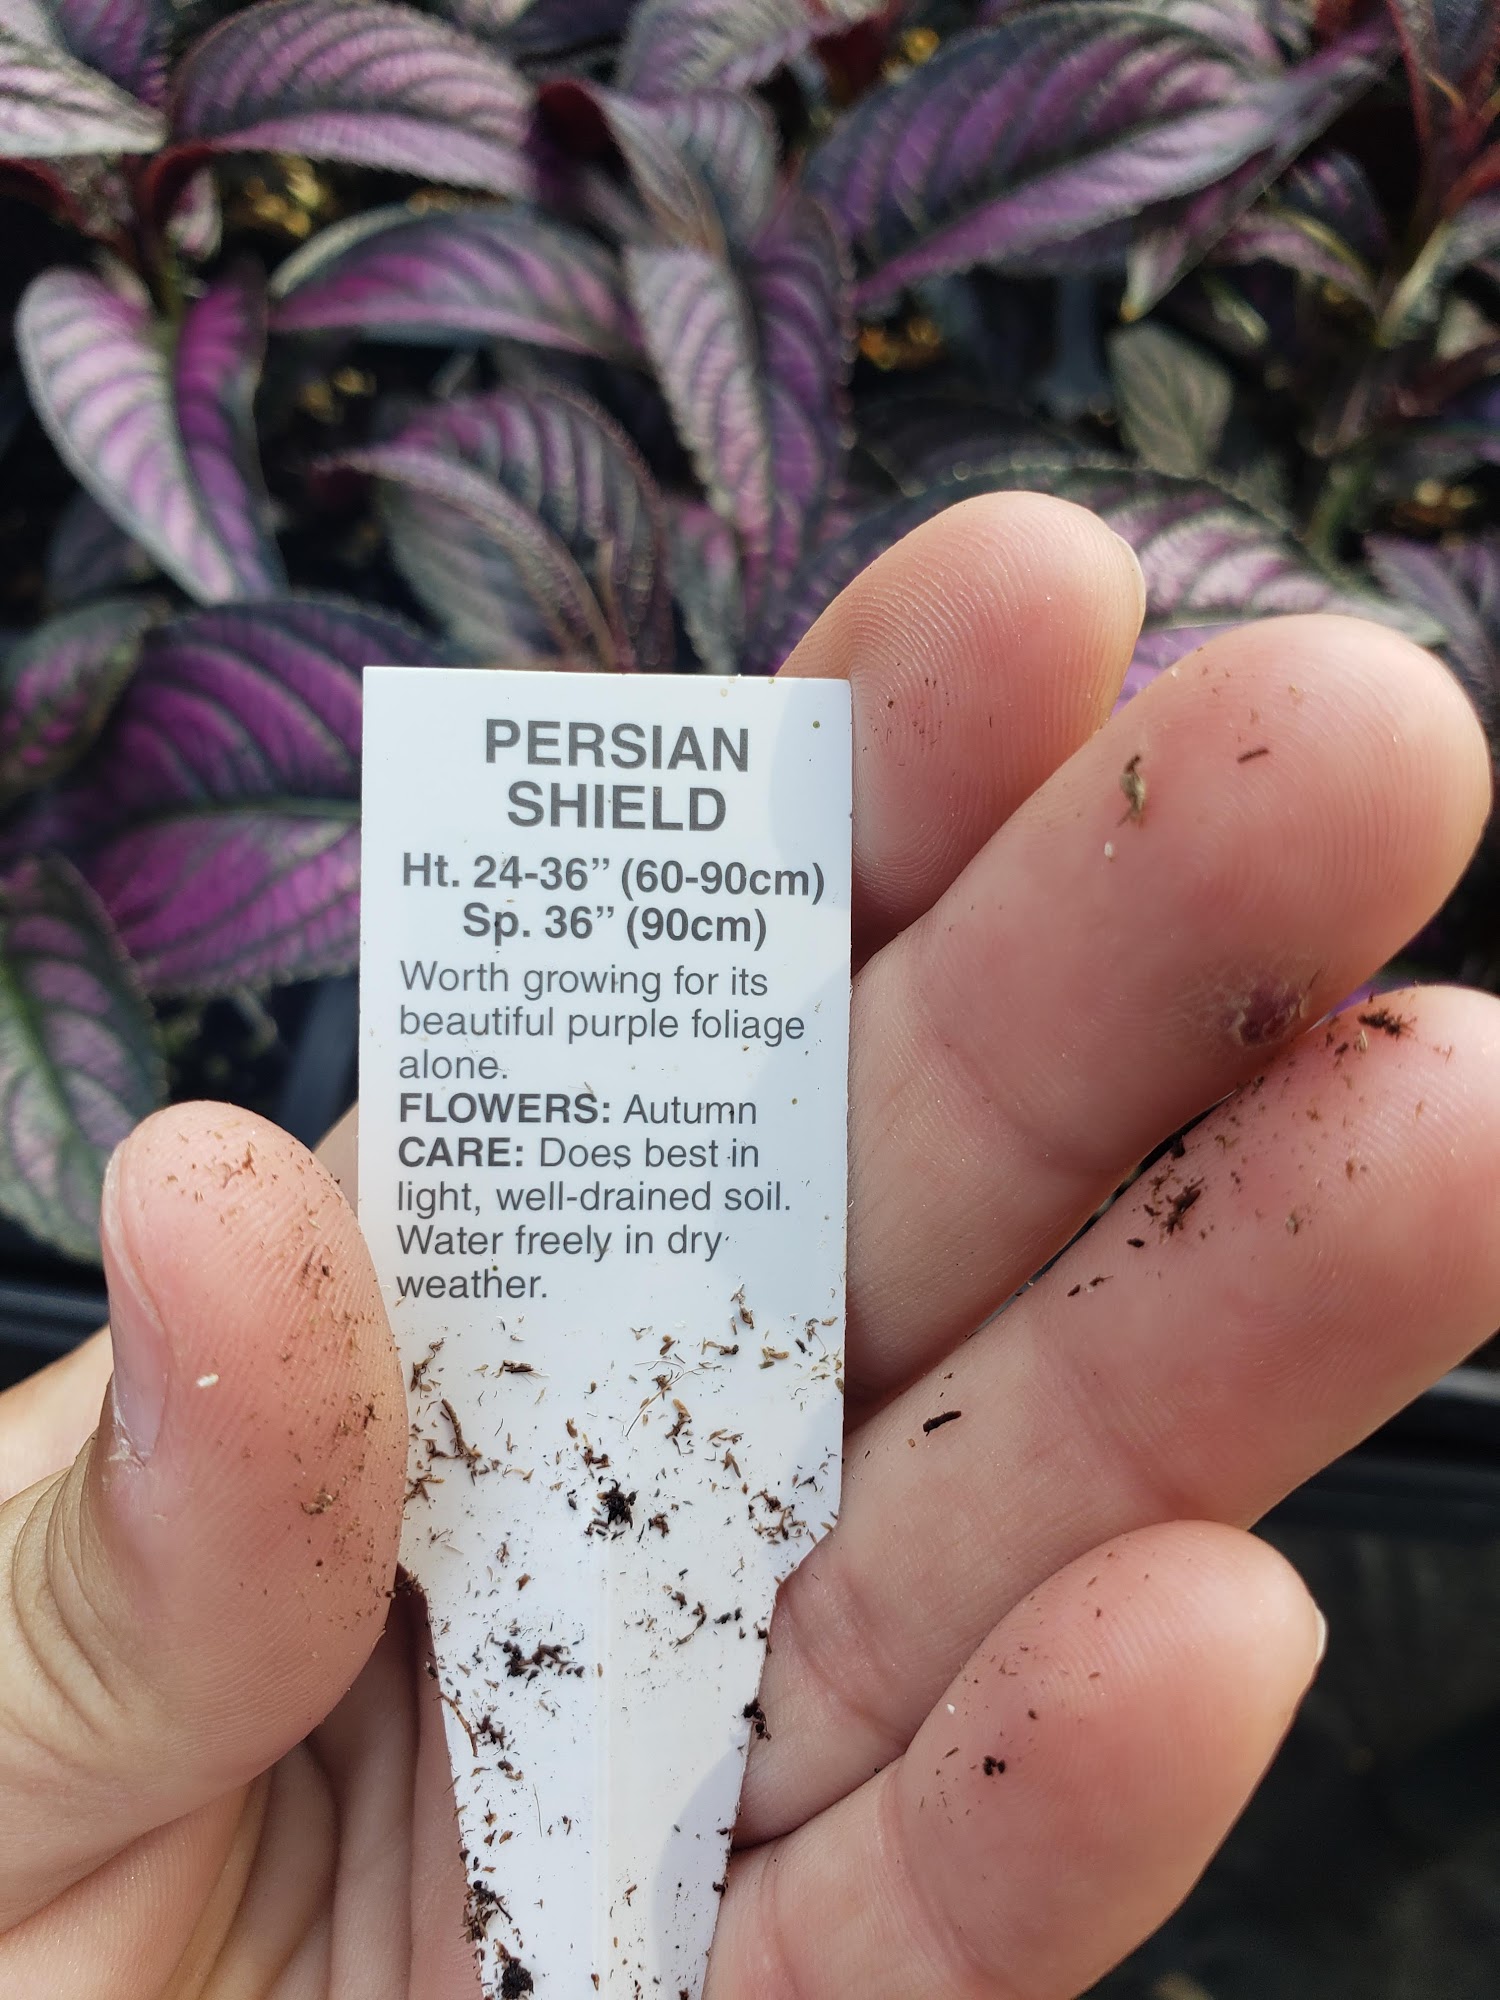 PERSIAN
SHIELD
Ht. 24-36” (60-90cm)
Sp. 36” (90cm)
Worth growing for its
beautiful purple foliage
alone.
FLOWERS: Autumn
CARE: Does best in
light, well-drained soil.
Water freely in dry
weather.